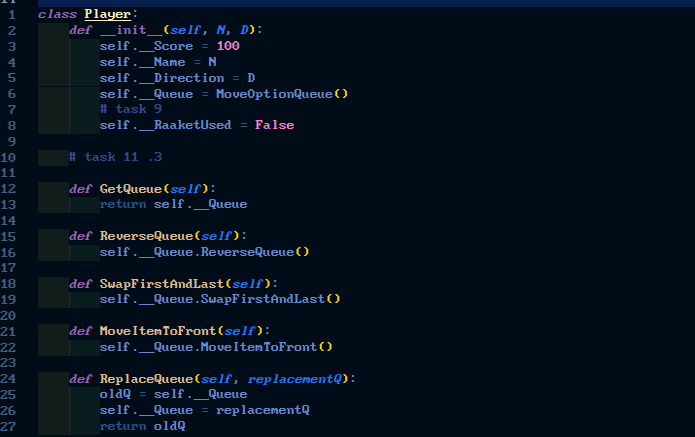 1 class Player:
2     def __init__(self, N, D):
3         self.__Score = 100
4         self.__Name = N
5         self.__Direction = D
6         self.__Queue = MoveOptionQueue()
7         # task 9
8         self.__RaaketUsed = False
9
10     # task 11 .3
11
12     def GetQueue(self):
13         return self.__Queue
14
15     def ReverseQueue(self):
16         self.__Queue.ReverseQueue()
17
18     def SwapFirstAndLast(self):
19         self.__Queue.SwapFirstAndLast()
20
21     def MoveItemToFront(self):
22         self.__Queue.MoveItemToFront()
23
24     def ReplaceQueue(self, replacementQ):
25         oldQ = self.__Queue
26         self.__Queue = replacementQ
27         return oldQ